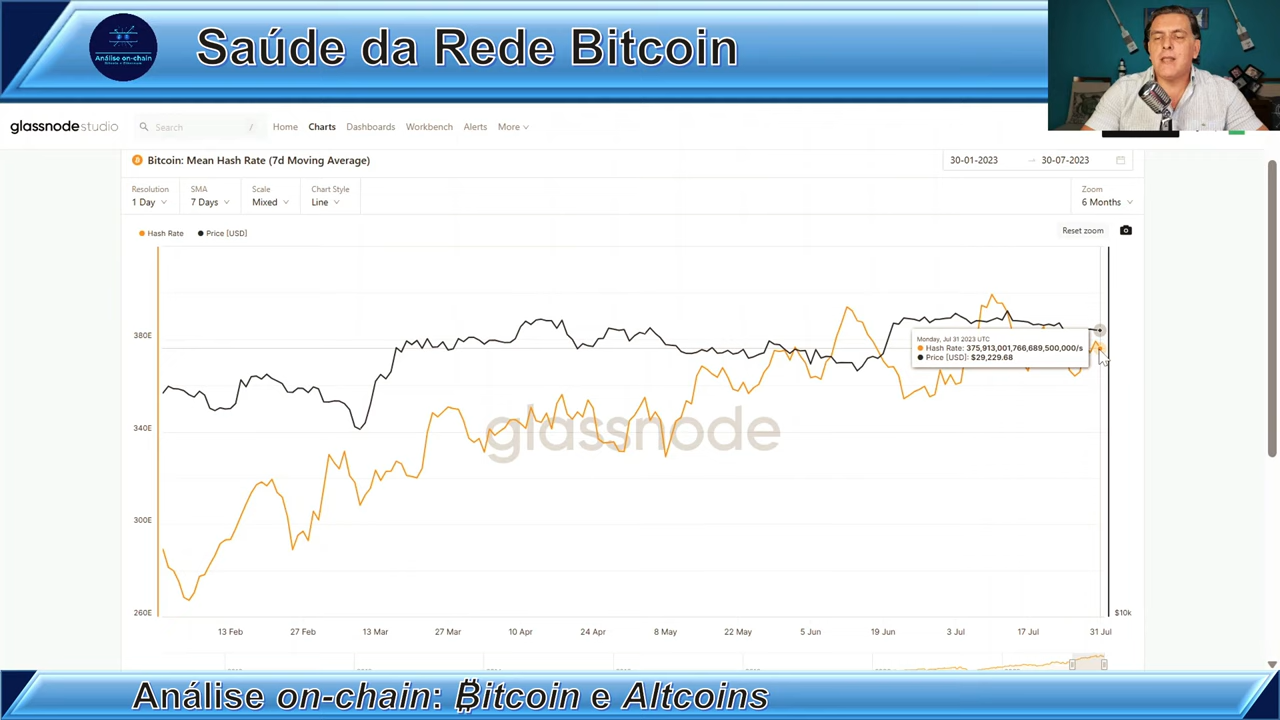 Saúde da Rede Bitcoin
Análise on-chain
glassnode studio
Search /
Home Charts Dashboards Workbench Alerts More
Bitcoin: Mean Hash Rate (7d Moving Average)
30-01-2023 → 30-07-2023
Resolution SMA Scale Chart Style Zoom
1 Day 7 Days Mixed Line 6 Months
Hash Rate Price [USD]
Reset zoom
380E
340E
300E
260E
$10k
Monday, Jul 31 2023 UTC
Hash Rate: 375,913,001,766,689,500,000/s
Price [USD]: $29,229.68
glassnode
13 Feb 27 Feb 13 Mar 27 Mar 10 Apr 24 Apr 8 May 22 May 5 Jun 19 Jun 3 Jul 17 Jul 31 Jul
Análise on-chain: ₿itcoin e Altcoins